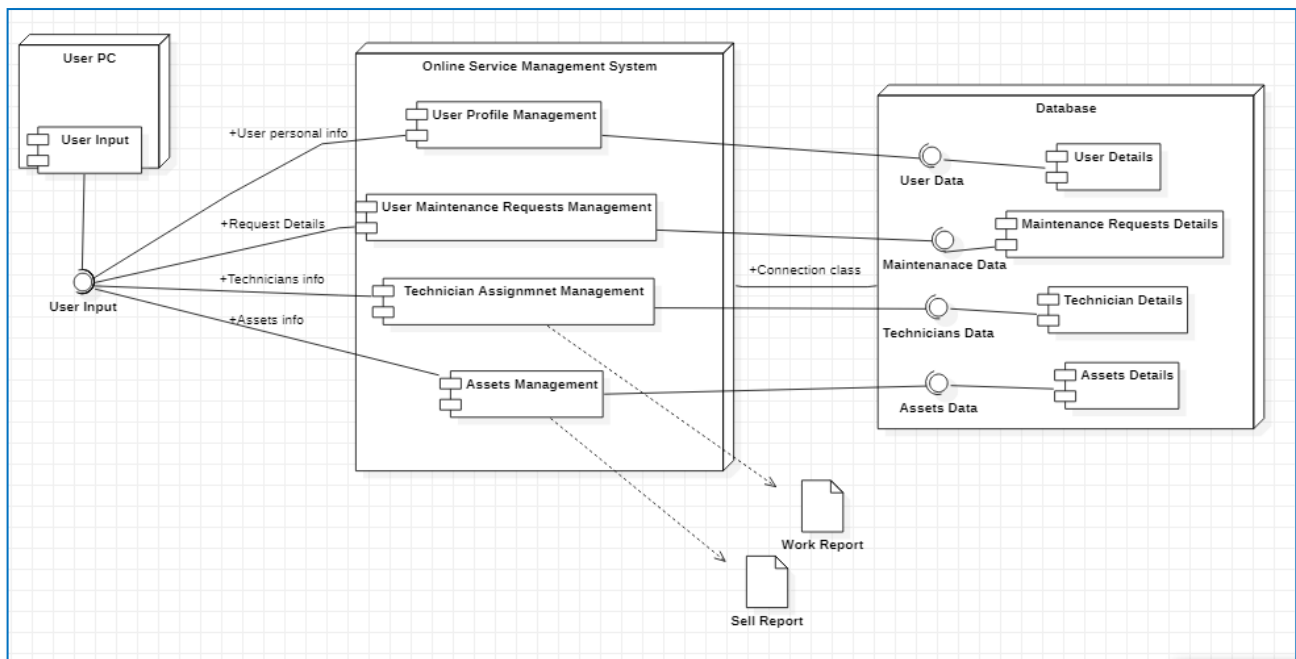 User PC
User Input
User Input
Online Service Management System
+User personal info
User Profile Management
+Request Details
User Maintenance Requests Management
+Technicians info
Technician Assignmnet Management
+Assets info
Assets Management
+Connection class
Database
User Data
User Details
Maintenanace Data
Maintenance Requests Details
Technicians Data
Technician Details
Assets Data
Assets Details
Work Report
Sell Report